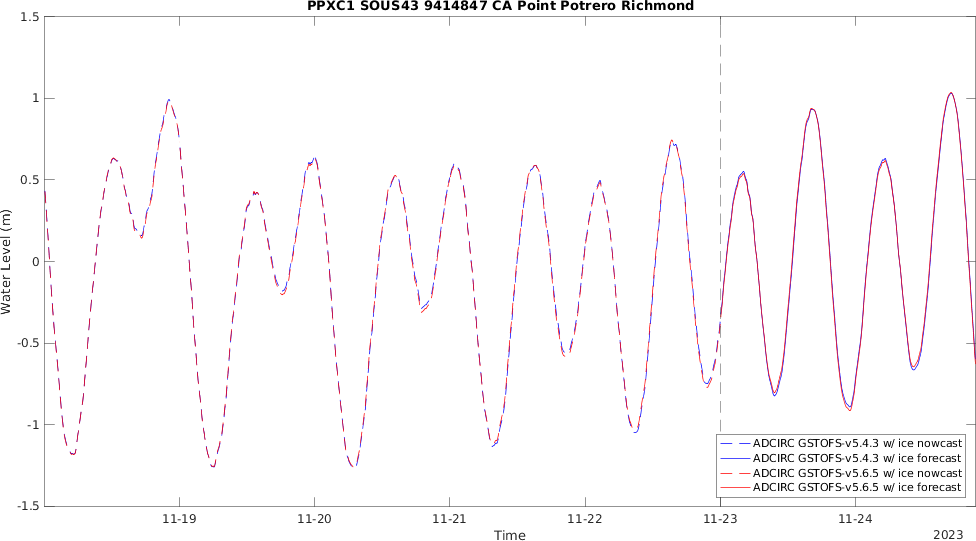 PPXC1 SOUS43 9414847 CA Point Potrero Richmond
1.5
1
0.5
0
-0.5
-1
-1.5
Water Level (m)
11-19
11-20
11-21
11-22
11-23
11-24
Time
2023
ADCIRC GSTOFS-v5.4.3 w/ ice nowcast
ADCIRC GSTOFS-v5.4.3 w/ ice forecast
ADCIRC GSTOFS-v5.6.5 w/ ice nowcast
ADCIRC GSTOFS-v5.6.5 w/ ice forecast